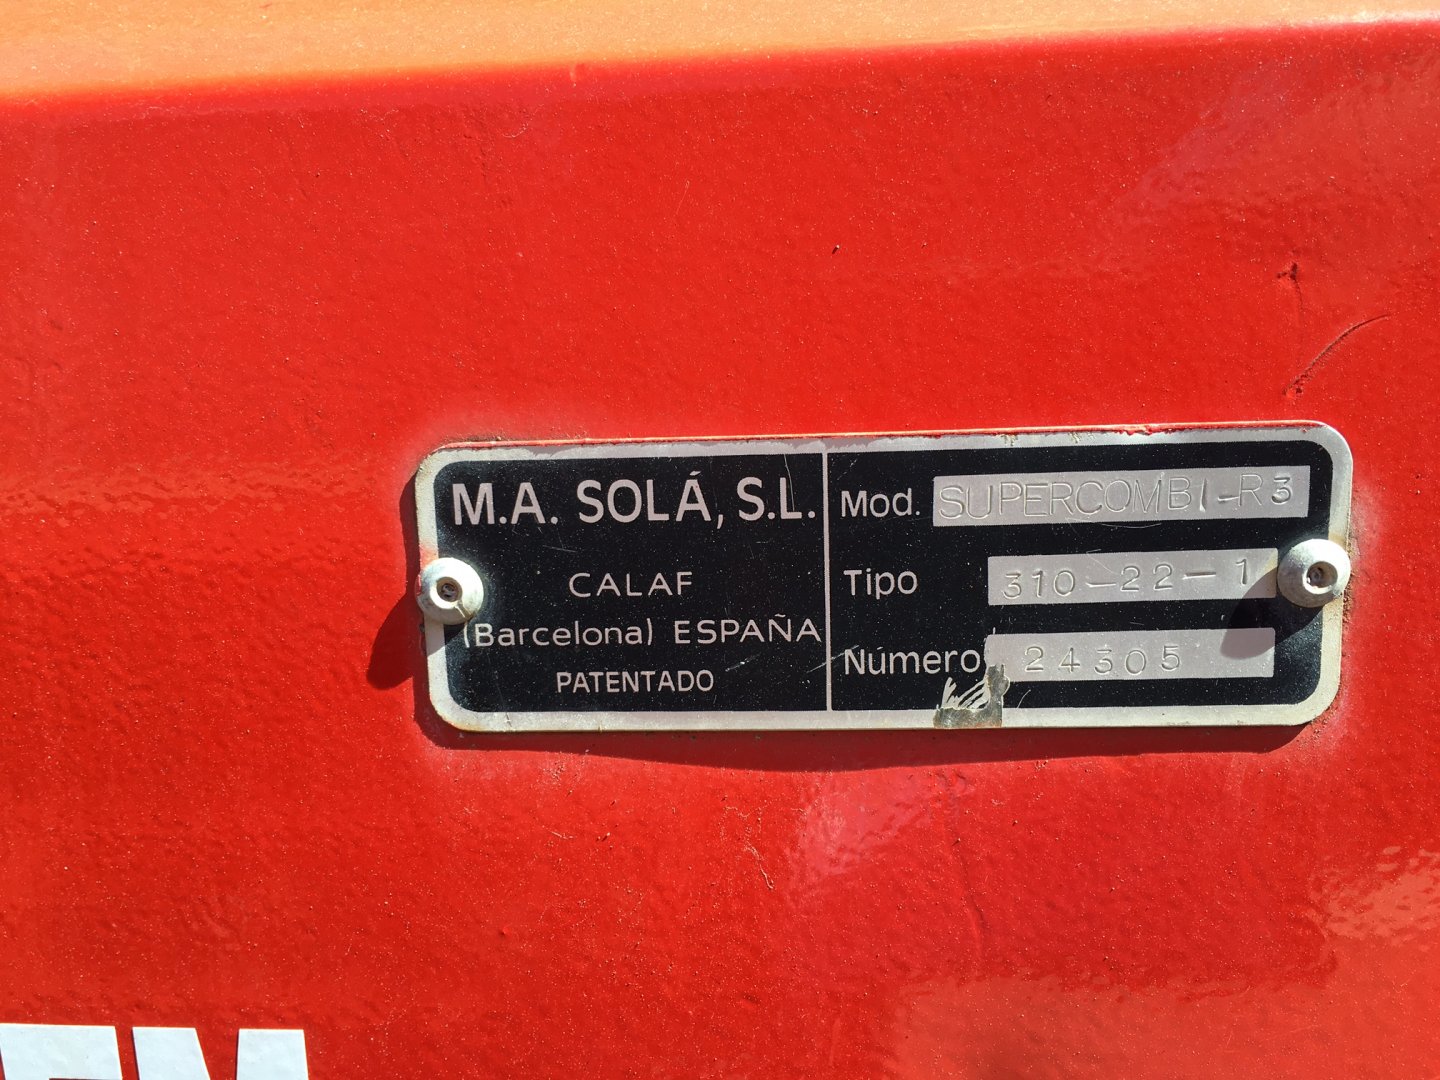 M.A. SOLÁ, S.L.
CALAF
(Barcelona) ESPAÑA
PATENTADO
Mod. SUPERCOMBI-R3
Tipo 310-22-1
Número 24305